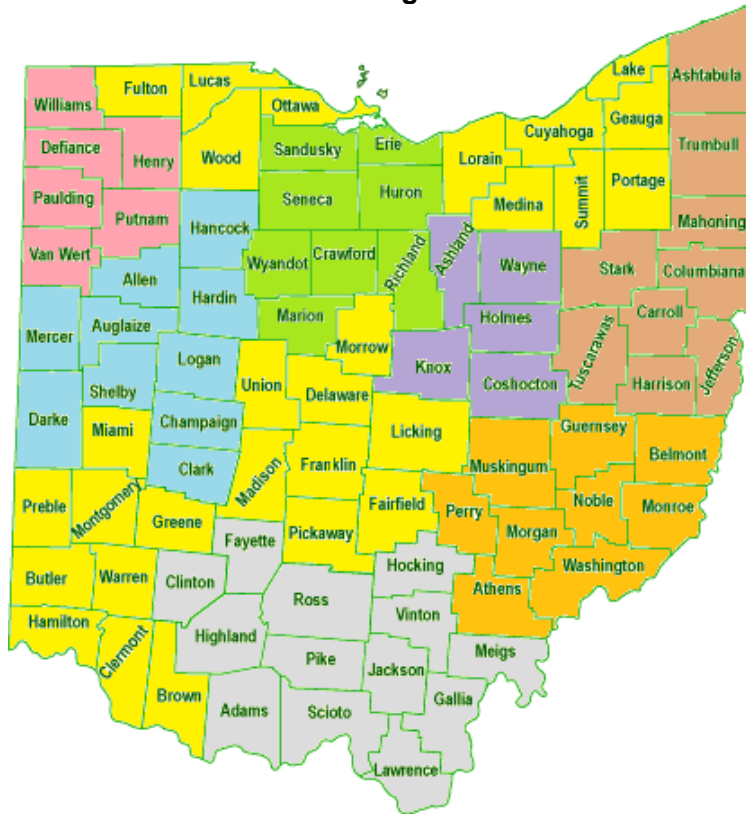 Lake
Ashtabula
Lucas
Fulton
Williams
Ottawa
Geauga
Cuyahoga
Trumbull
Defiance
Henry
Wood
Sandusky
Erie
Lorain
Portage
Paulding
Seneca
Huron
Medina
Summit
Putnam
Hancock
Mahoning
Van Wert
Allen
Wyandot
Crawford
Richland
Ashland
Wayne
Stark
Columbiana
Hardin
Mercer
Auglaize
Marion
Morrow
Holmes
Carroll
Tuscarawas
Jefferson
Logan
Union
Knox
Coshocton
Harrison
Shelby
Delaware
Darke
Miami
Champaign
Licking
Guernsey
Belmont
Clark
Madison
Franklin
Muskingum
Preble
Montgomery
Greene
Fairfield
Perry
Noble
Monroe
Pickaway
Morgan
Fayette
Hocking
Washington
Butler
Warren
Clinton
Ross
Athens
Hamilton
Clermont
Highland
Vinton
Meigs
Pike
Jackson
Brown
Adams
Scioto
Gallia
Lawrence